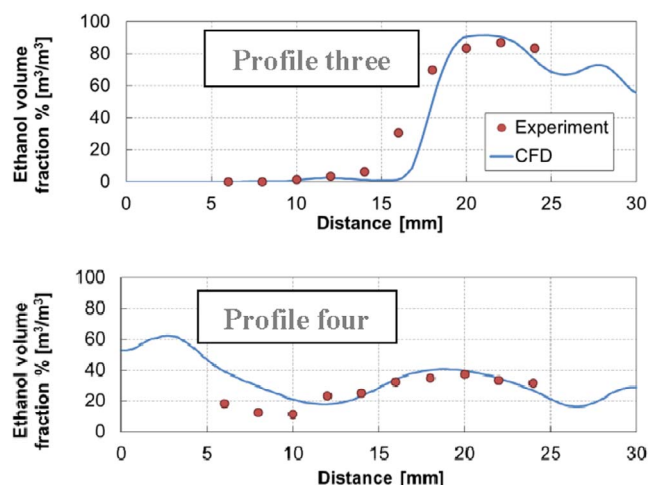 Ethanol volume
fraction % [m³/m³]
100
80
60
40
20
0
Profile three
Experiment
CFD
0 5 10 15 20 25 30
Distance [mm]
Ethanol volume
fraction % [m³/m³]
100
80
60
40
20
0
Profile four
0 5 10 15 20 25 30
Distance [mm]